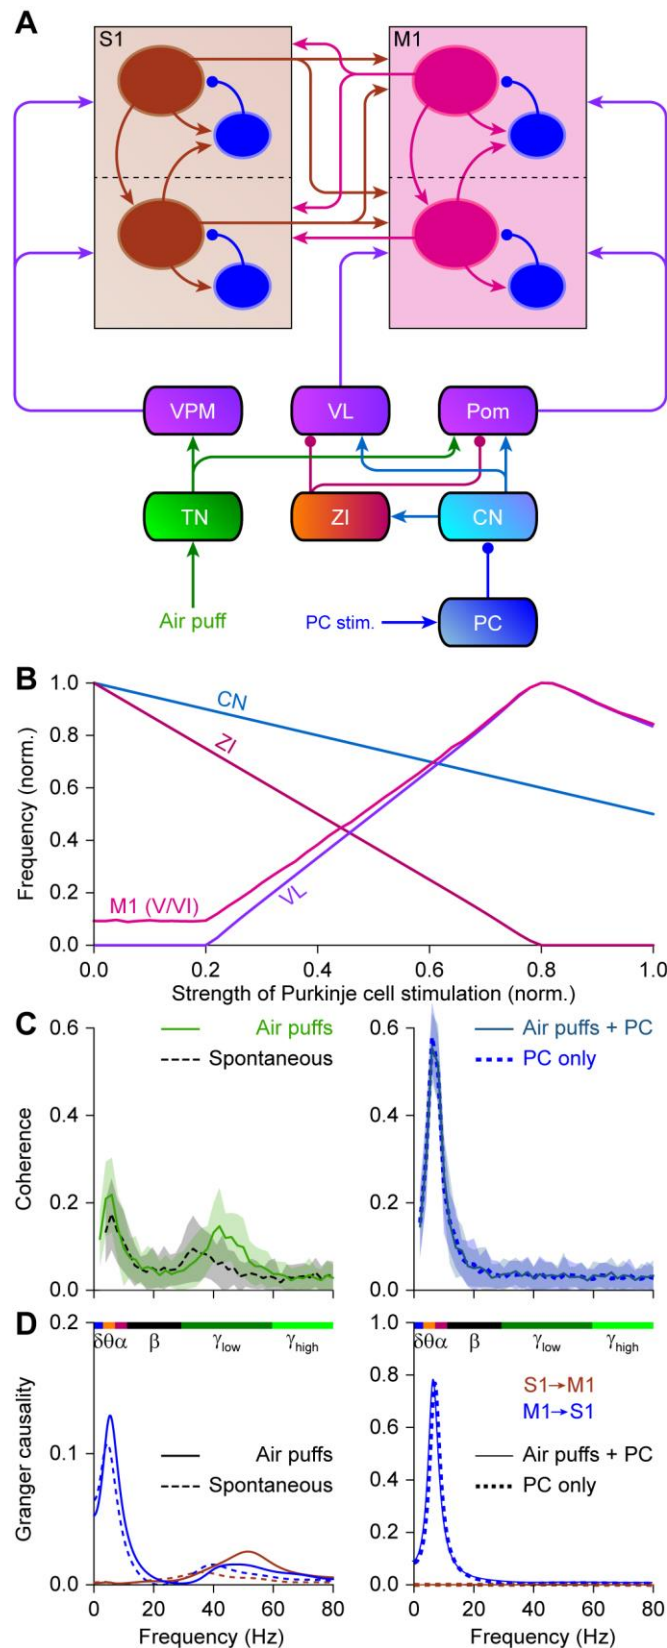 A
S1
M1
VPM
VL
Pom
TN
ZI
CN
Air puff
PC stim.
PC
B
Frequency (norm.)
1.0
0.8
0.6
0.4
0.2
0.0
CN
ZI
M1 (V/VI)
VL
0.0 0.2 0.4 0.6 0.8 1.0
Strength of Purkinje cell stimulation (norm.)
C
Coherence
0.6
0.4
0.2
0.0
Air puffs
Spontaneous
0.6
0.4
0.2
0.0
Air puffs + PC
PC only
D
Granger causality
0.2
0.1
0.0
δθα β γlow γhigh
Air puffs
Spontaneous
0 20 40 60 80
Frequency (Hz)
1.0
0.8
0.6
0.4
0.2
0.0
δθα β γlow γhigh
S1→M1
M1→S1
Air puffs + PC
PC only
0 20 40 60 80
Frequency (Hz)